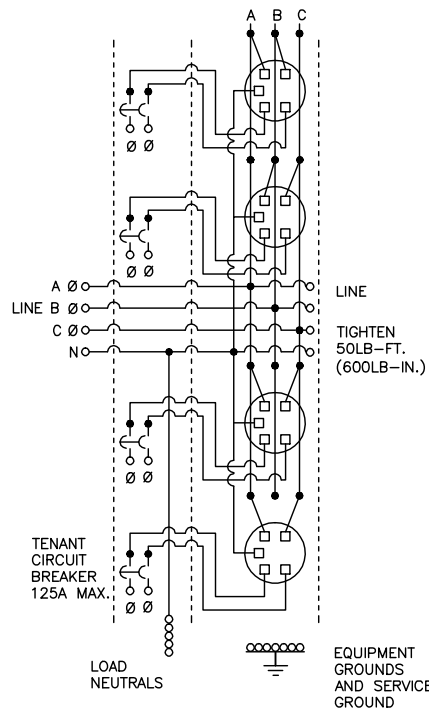 A B C
Ø Ø
Ø Ø
A Ø
LINE
LINE B Ø
C Ø
TIGHTEN
50LB-FT.
(600LB-IN.)
N
Ø Ø
TENANT
CIRCUIT
BREAKER
125A MAX.
Ø Ø
LOAD
NEUTRALS
EQUIPMENT
GROUNDS
AND SERVICE
GROUND